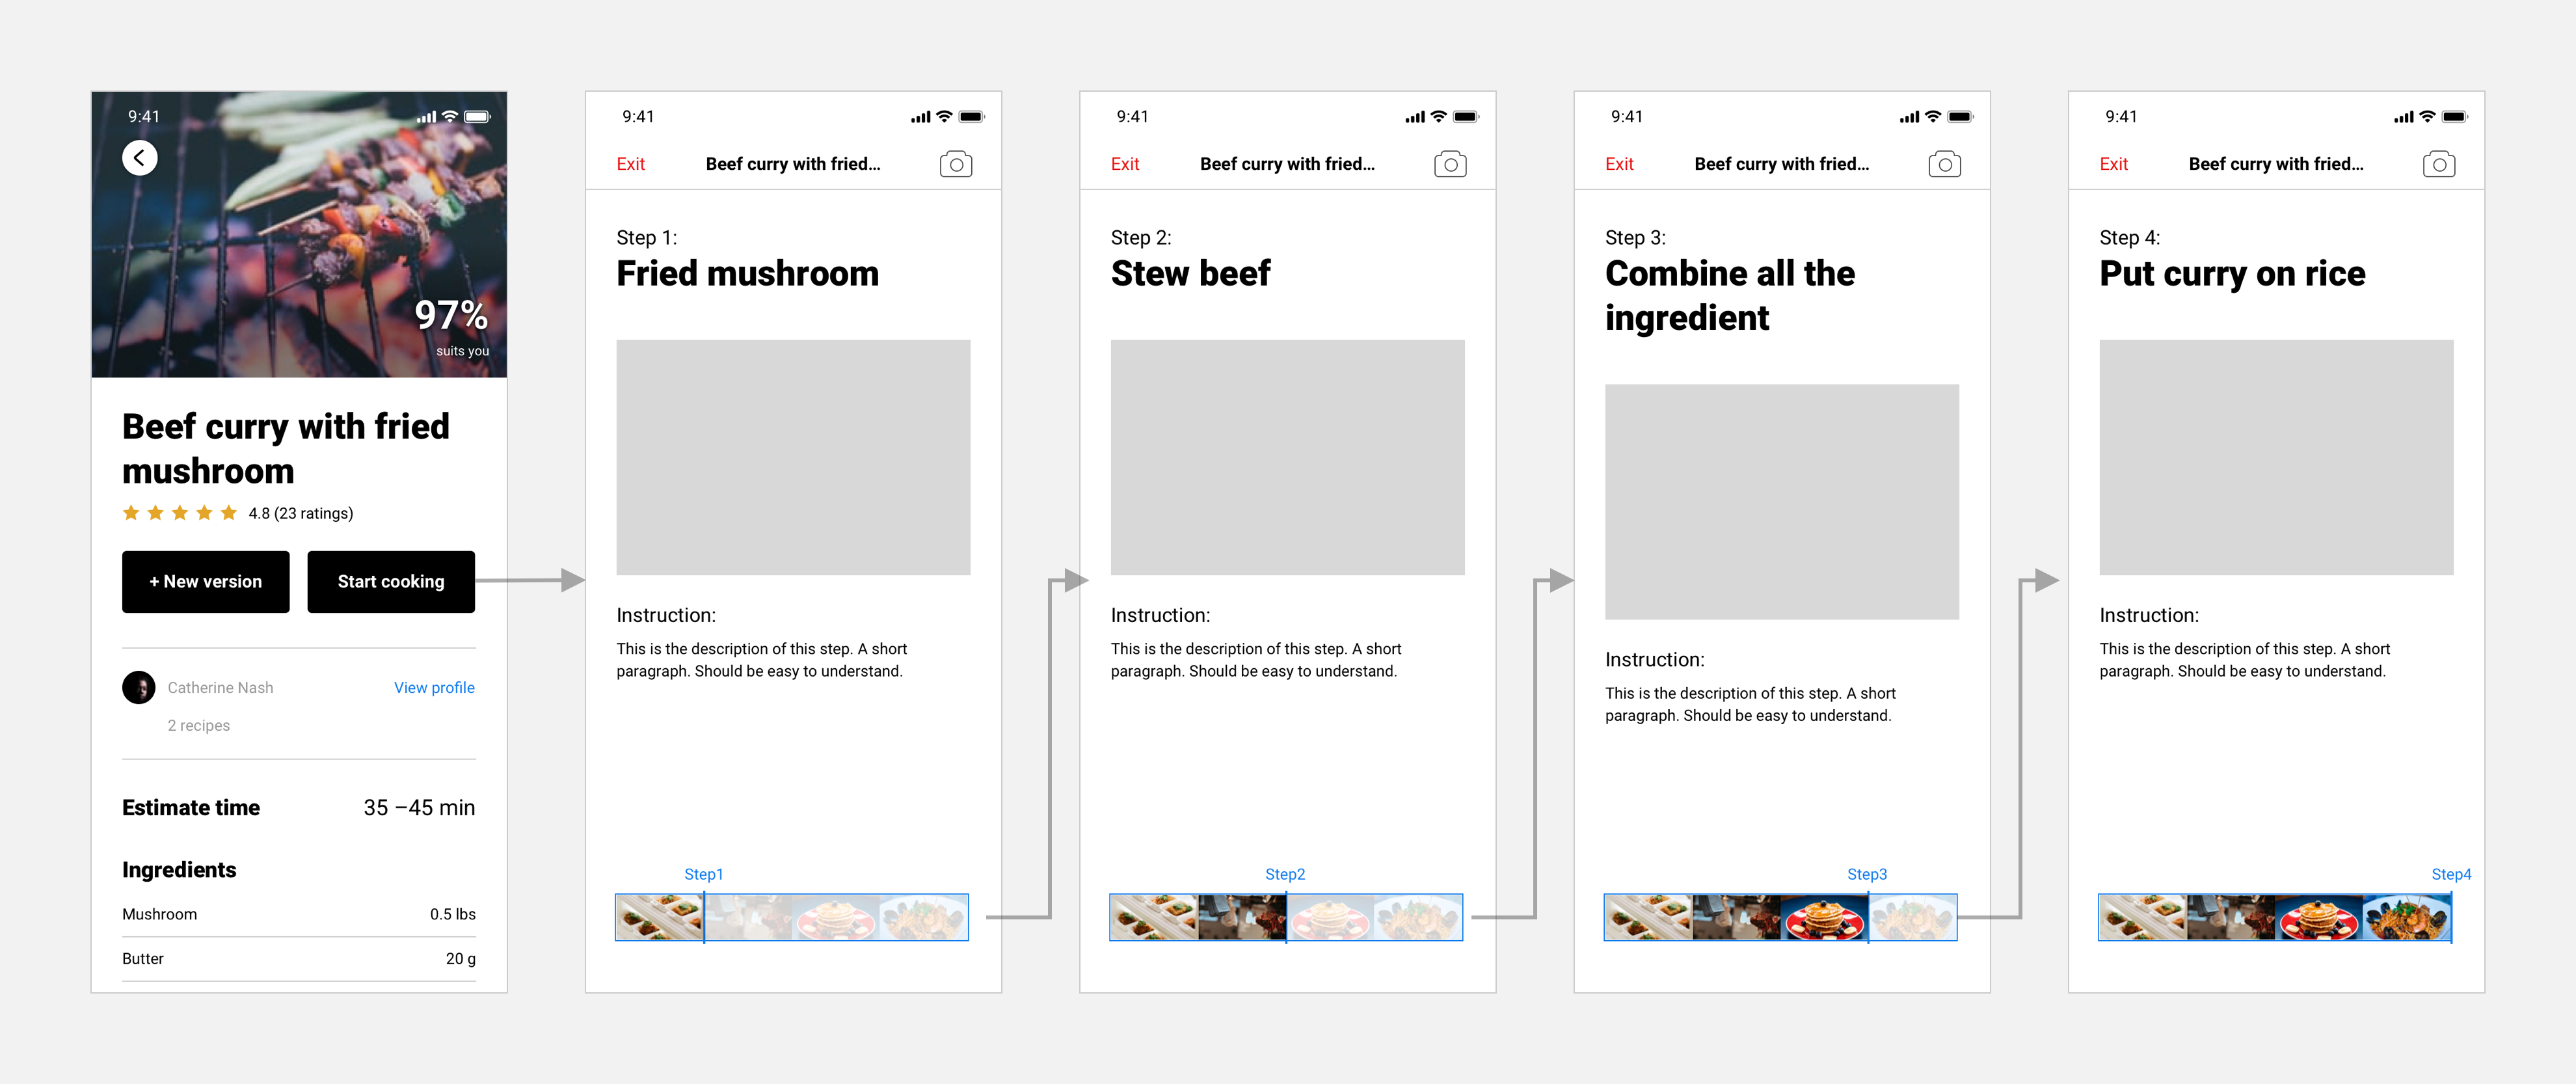 9:41
97%
suits you
Beef curry with fried
mushroom
4.8 (23 ratings)
+ New version
Start cooking
Catherine Nash
View profile
2 recipes
Estimate time
35 –45 min
Ingredients
Mushroom
0.5 lbs
Butter
20 g
9:41
Exit
Beef curry with fried...
Step 1:
Fried mushroom
Instruction:
This is the description of this step. A short
paragraph. Should be easy to understand.
Step1
9:41
Exit
Beef curry with fried...
Step 2:
Stew beef
Instruction:
This is the description of this step. A short
paragraph. Should be easy to understand.
Step2
9:41
Exit
Beef curry with fried...
Step 3:
Combine all the
ingredient
Instruction:
This is the description of this step. A short
paragraph. Should be easy to understand.
Step3
9:41
Exit
Beef curry with fried...
Step 4:
Put curry on rice
Instruction:
This is the description of this step. A short
paragraph. Should be easy to understand.
Step4